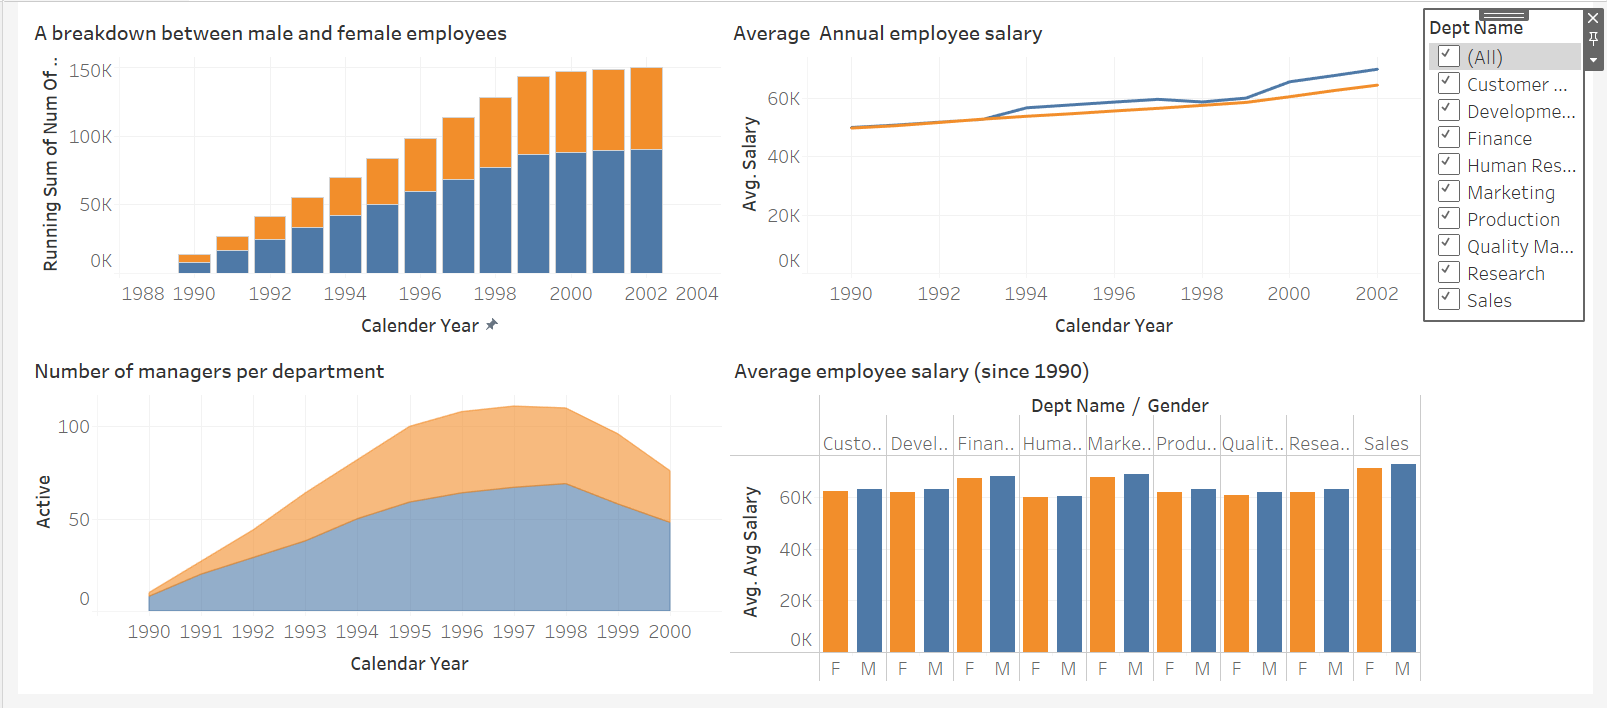 A breakdown between male and female employees
Running Sum of Num Of ..
150K
100K
50K
0K
1988 1990 1992 1994 1996 1998 2000 2002 2004
Calender Year
Average  Annual employee salary
Avg. Salary
60K
40K
20K
0K
1990 1992 1994 1996 1998 2000 2002
Calendar Year
Dept Name
(All)
Customer ...
Developme...
Finance
Human Res...
Marketing
Production
Quality Ma...
Research
Sales
Number of managers per department
Active
100
50
0
1990 1991 1992 1993 1994 1995 1996 1997 1998 1999 2000
Calendar Year
Average employee salary (since 1990)
Dept Name / Gender
Custo.. Devel.. Finan.. Huma.. Marke.. Produ.. Qualit.. Resea.. Sales
Avg. Avg Salary
60K
40K
20K
0K
F M F M F M F M F M F M F M F M F M